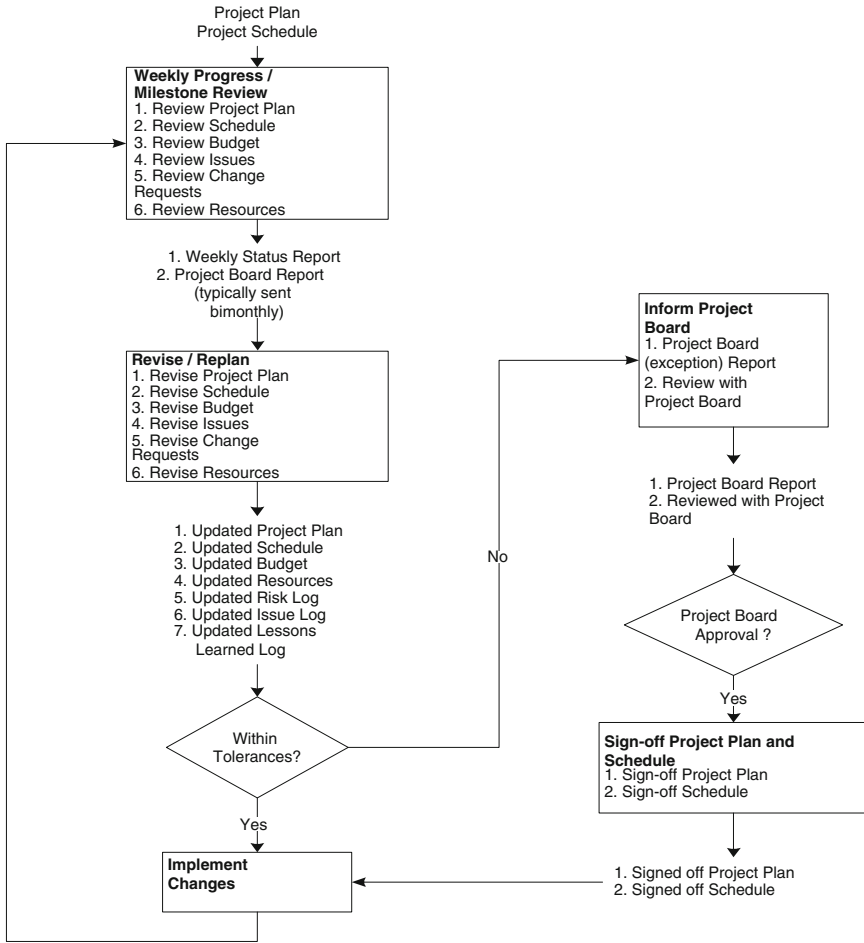 Project Plan
Project Schedule
Weekly Progress /
Milestone Review
1. Review Project Plan
2. Review Schedule
3. Review Budget
4. Review Issues
5. Review Change
Requests
6. Review Resources
1. Weekly Status Report
2. Project Board Report
(typically sent
bimonthly)
Revise / Replan
1. Revise Project Plan
2. Revise Schedule
3. Revise Budget
4. Revise Issues
5. Revise Change
Requests
6. Revise Resources
1. Updated Project Plan
2. Updated Schedule
3. Updated Budget
4. Updated Resources
5. Updated Risk Log
6. Updated Issue Log
7. Updated Lessons
Learned Log
Within
Tolerances?
Yes
Implement
Changes
No
Inform Project
Board
1. Project Board
(exception) Report
2. Review with
Project Board
1. Project Board Report
2. Reviewed with Project
Board
Project Board
Approval ?
Yes
Sign-off Project Plan and
Schedule
1. Sign-off Project Plan
2. Sign-off Schedule
1. Signed off Project Plan
2. Signed off Schedule